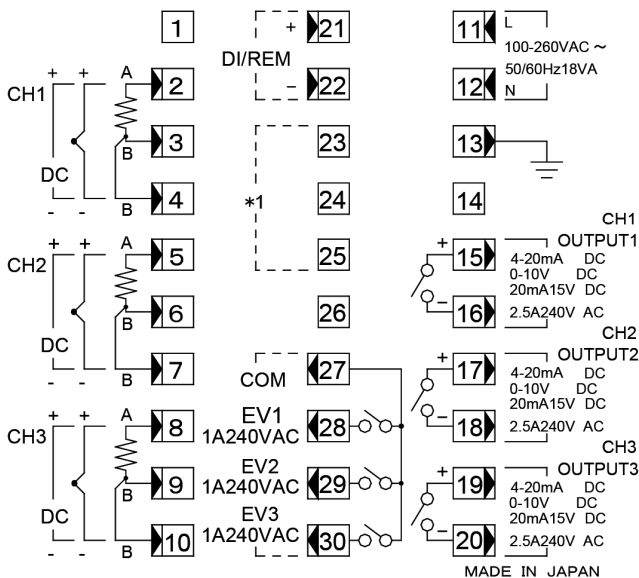 1
+ 21
DI/REM
- 22
11 L
100-260VAC ~
50/60Hz18VA
12 N
CH1
+ + A
2
3
B
DC
4
- - B
23
*1 24
25
26
13
14
CH2
+ + A
5
6
B
DC
7
- - B
CH1
OUTPUT1
+ 15
4-20mA DC
0-10V DC
20mA15V DC
- 16
2.5A240V AC
CH2
OUTPUT2
+ 17
4-20mA DC
0-10V DC
20mA15V DC
- 18
2.5A240V AC
COM 27
EV1
1A240VAC 28
EV2
1A240VAC 29
EV3
1A240VAC 30
CH3
+ + A
8
9
B
DC
10
- - B
CH3
OUTPUT3
+ 19
4-20mA DC
0-10V DC
20mA15V DC
- 20
2.5A240V AC
MADE IN JAPAN